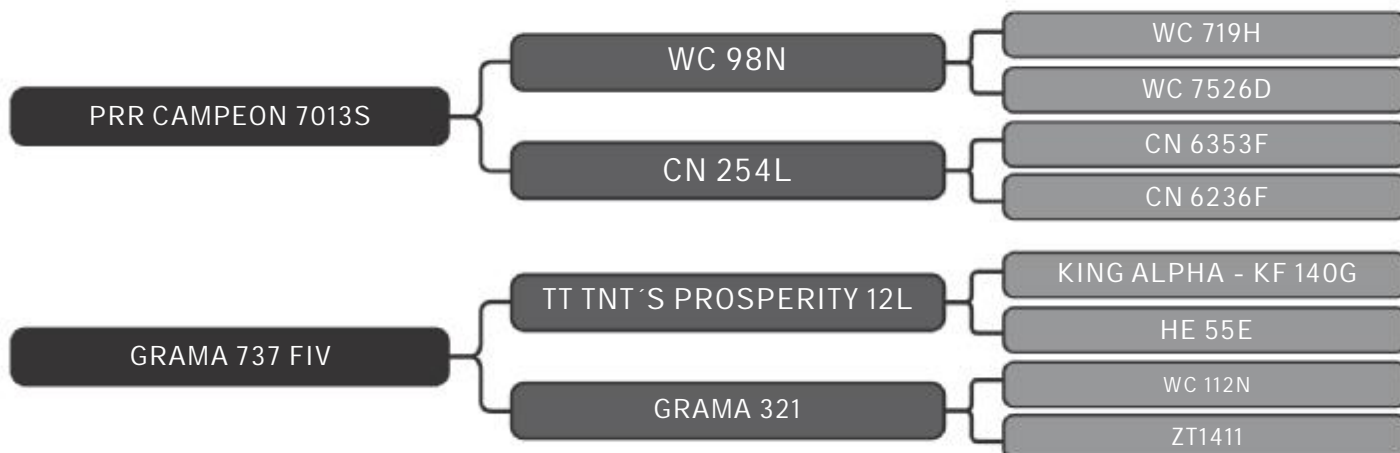 WC 719H
WC 98N
WC 7526D
PRR CAMPEON 7013S
CN 6353F
CN 254L
CN 6236F
KING ALPHA - KF 140G
TT TNT´S PROSPERITY 12L
HE 55E
GRAMA 737 FIV
WC 112N
GRAMA 321
ZT1411